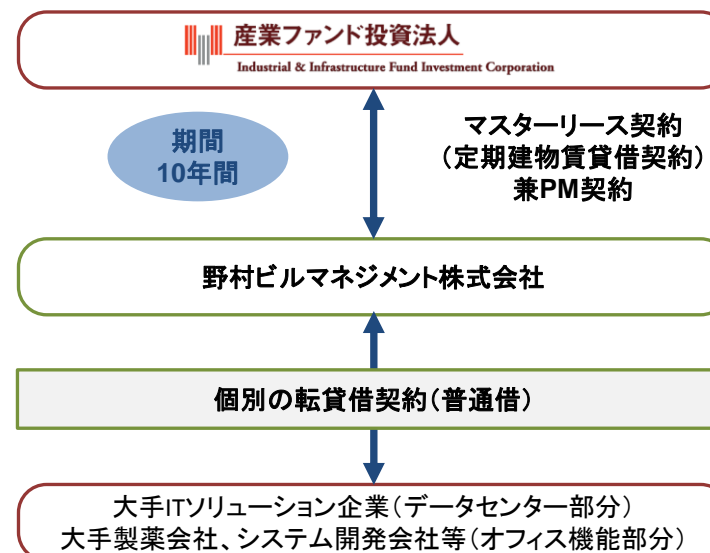 産業ファンド投資法人
Industrial & Infrastructure Fund Investment Corporation
期間
10年間
マスターリース契約
（定期建物賃貸借契約）
兼PM契約
野村ビルマネジメント株式会社
個別の転貸借契約（普通借）
大手ITソリューション企業（データセンター部分）
大手製薬会社、システム開発会社等（オフィス機能部分）